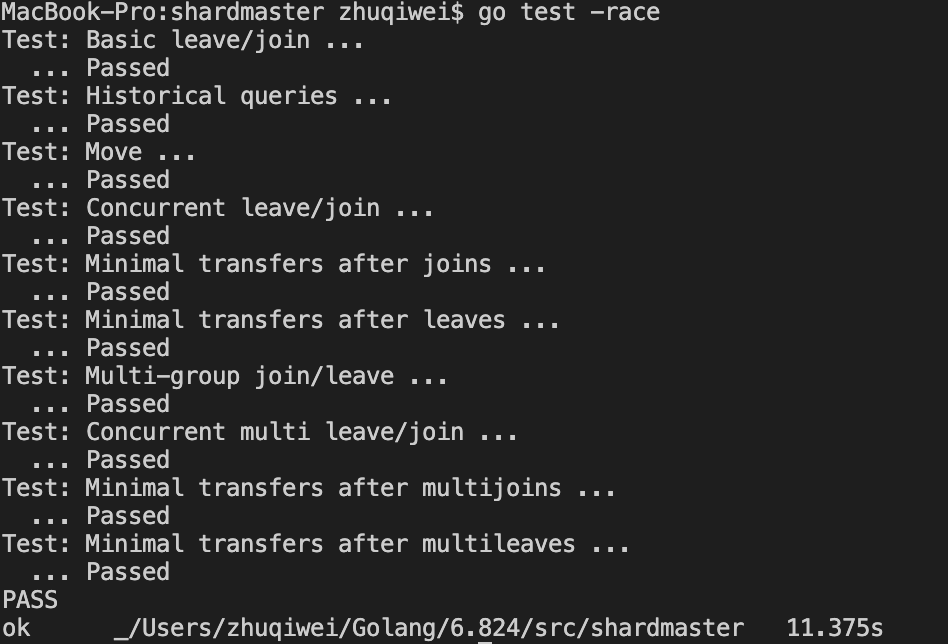 MacBook-Pro:shardmaster zhuqiwei$ go test -race
Test: Basic leave/join ...
  ... Passed
Test: Historical queries ...
  ... Passed
Test: Move ...
  ... Passed
Test: Concurrent leave/join ...
  ... Passed
Test: Minimal transfers after joins ...
  ... Passed
Test: Minimal transfers after leaves ...
  ... Passed
Test: Multi-group join/leave ...
  ... Passed
Test: Concurrent multi leave/join ...
  ... Passed
Test: Minimal transfers after multijoins ...
  ... Passed
Test: Minimal transfers after multileaves ...
  ... Passed
PASS
ok      _/Users/zhuqiwei/Golang/6.824/src/shardmaster   11.375s